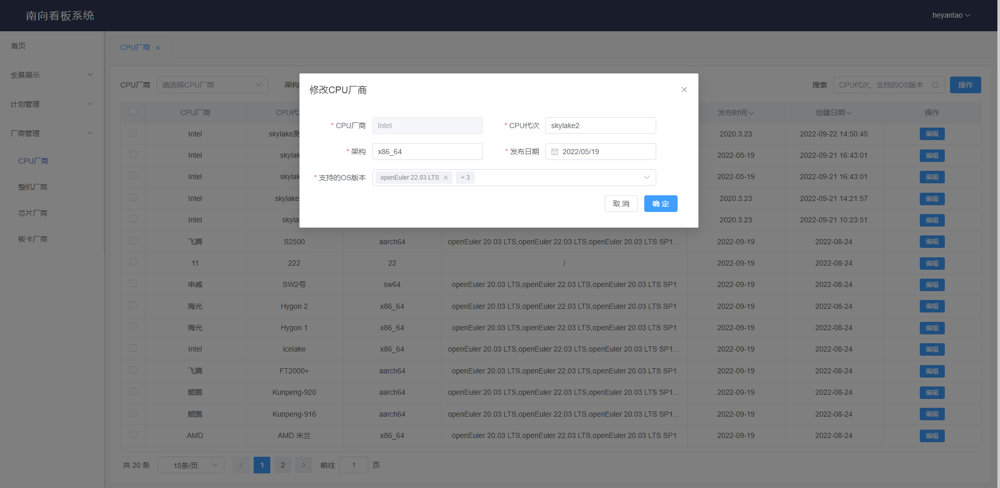 南向看板系统
heyantao
首页
全景展示
计划管理
厂商管理
CPU厂商
整机厂商
芯片厂商
板卡厂商
CPU厂商
CPU厂商 请选择CPU厂商 架构 搜索 CPU代次、支持的OS版本 操作
修改CPU厂商
* CPU厂商 Intel * CPU代次 skylake2
* 架构 x86_64 * 发布日期 2022/05/19
* 支持的OS版本 openEuler 22.03 LTS + 3
取消 确定
CPU厂商 CPU代 发布时间 创建日期 操作
Intel skylake测 2020.3.23 2022-09-22 14:50:45 编辑
Intel skylak 2022-05-19 2022-09-21 16:43:01 编辑
Intel skylak 2022-05-19 2022-09-21 16:43:01 编辑
Intel skylake 2020.3.23 2022-09-21 14:21:57 编辑
Intel skyla 2020.3.23 2022-09-21 10:23:51 编辑
飞腾 S2500 aarch64 openEuler 20.03 LTS,openEuler 22.03 LTS,openEuler 20.03 LTS SP1... 2022-09-19 2022-08-24 编辑
11 222 22 / 2022-09-19 2022-08-24 编辑
申威 SW2号 sw64 openEuler 20.03 LTS,openEuler 22.03 LTS,openEuler 20.03 LTS SP1 2022-09-19 2022-08-24 编辑
海光 Hygon 2 x86_64 openEuler 20.03 LTS,openEuler 22.03 LTS,openEuler 20.03 LTS SP1 2022-09-19 2022-08-24 编辑
海光 Hygon 1 x86_64 openEuler 20.03 LTS,openEuler 22.03 LTS,openEuler 20.03 LTS SP1 2022-09-19 2022-08-24 编辑
Intel icelake x86_64 openEuler 20.03 LTS,openEuler 22.03 LTS,openEuler 20.03 LTS SP1... 2022-09-19 2022-08-24 编辑
飞腾 FT2000+ aarch64 openEuler 20.03 LTS,openEuler 22.03 LTS,openEuler 20.03 LTS SP1 2022-09-19 2022-08-24 编辑
鲲鹏 Kunpeng-920 aarch64 openEuler 20.03 LTS,openEuler 22.03 LTS,openEuler 20.03 LTS SP1... 2022-09-19 2022-08-24 编辑
鲲鹏 Kunpeng-916 aarch64 openEuler 20.03 LTS,openEuler 22.03 LTS,openEuler 20.03 LTS SP1... 2022-09-19 2022-08-24 编辑
AMD AMD 米兰 x86_64 openEuler 20.03 LTS,openEuler 22.03 LTS,openEuler 20.03 LTS SP1 2022-09-19 2022-08-24 编辑
共 20 条 15条/页 1 2 前往 1 页